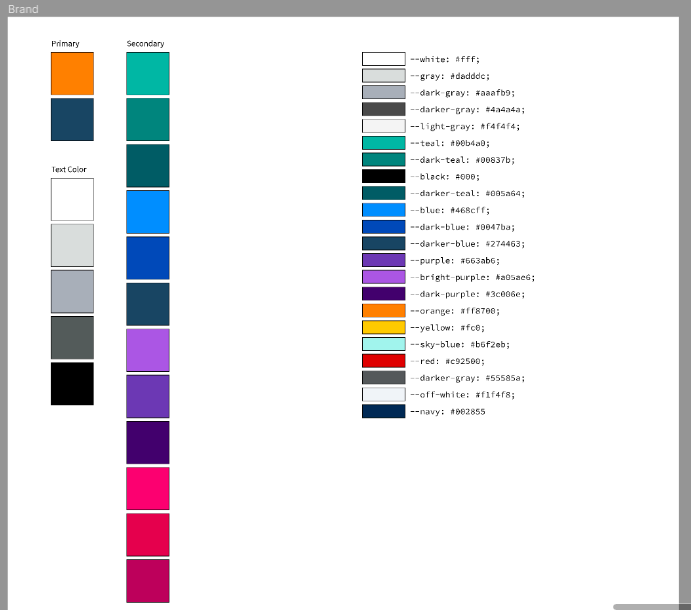 Brand
Primary
Secondary
Text Color
--white: #fff;
--gray: #dadddc;
--dark-gray: #aaafb9;
--darker-gray: #4a4a4a;
--light-gray: #f4f4f4;
--teal: #00b4a0;
--dark-teal: #00837b;
--black: #000;
--darker-teal: #005a64;
--blue: #468cff;
--dark-blue: #0047ba;
--darker-blue: #274463;
--purple: #663ab6;
--bright-purple: #a05ae6;
--dark-purple: #3c006e;
--orange: #ff8700;
--yellow: #fc0;
--sky-blue: #b6f2eb;
--red: #c92500;
--darker-gray: #55585a;
--off-white: #f1f4f8;
--navy: #002855